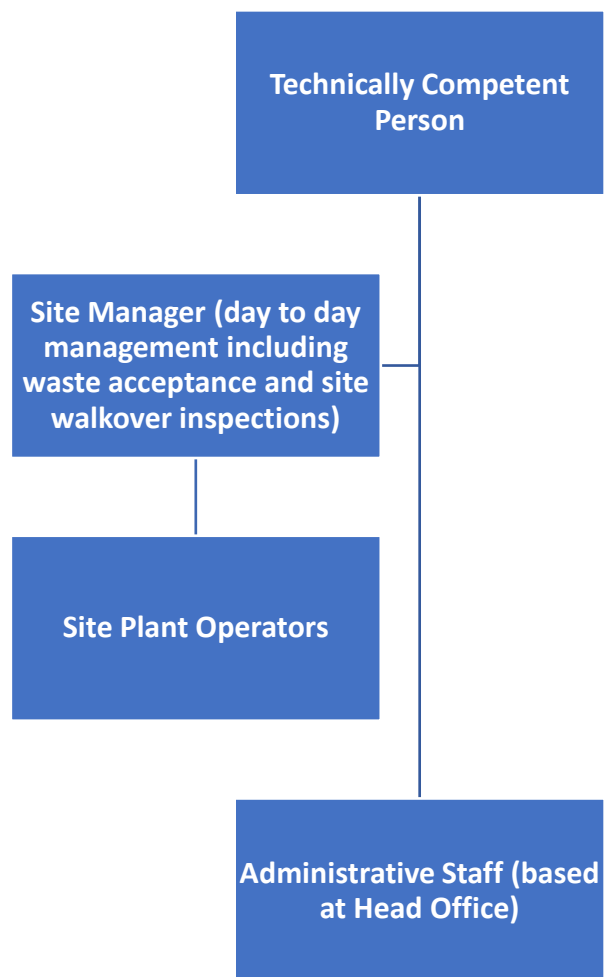 Technically Competent
Person
Site Manager (day to day
management including
waste acceptance and site
walkover inspections)
Site Plant Operators
Administrative Staff (based
at Head Office)